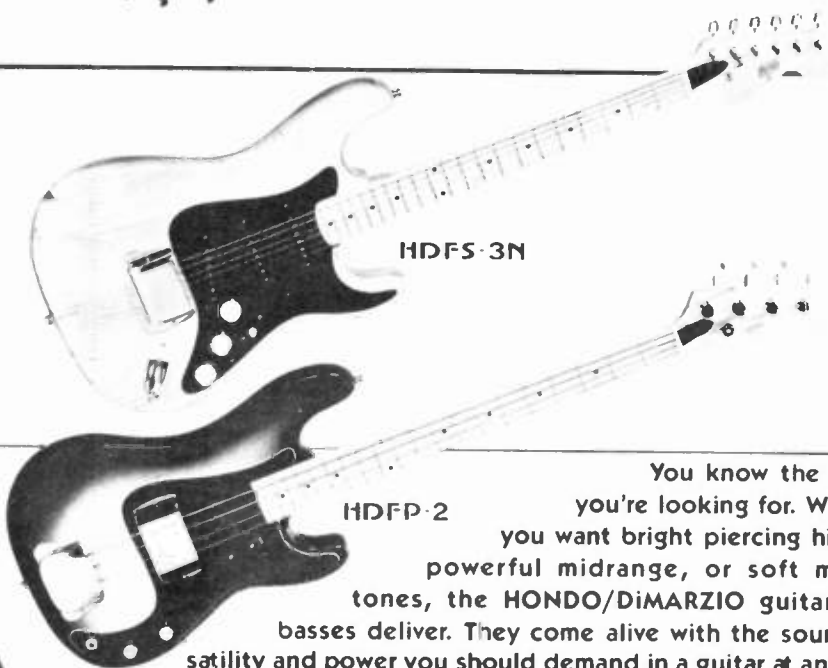 HDFS-3N
HDFP-2
You know the
you're looking for. W
you want bright piercing hi
powerful midrange, or soft m
tones, the HONDO/DiMARZIO guitar
basses deliver. They come alive with the soun
satility and power you should demand in a guitar at an